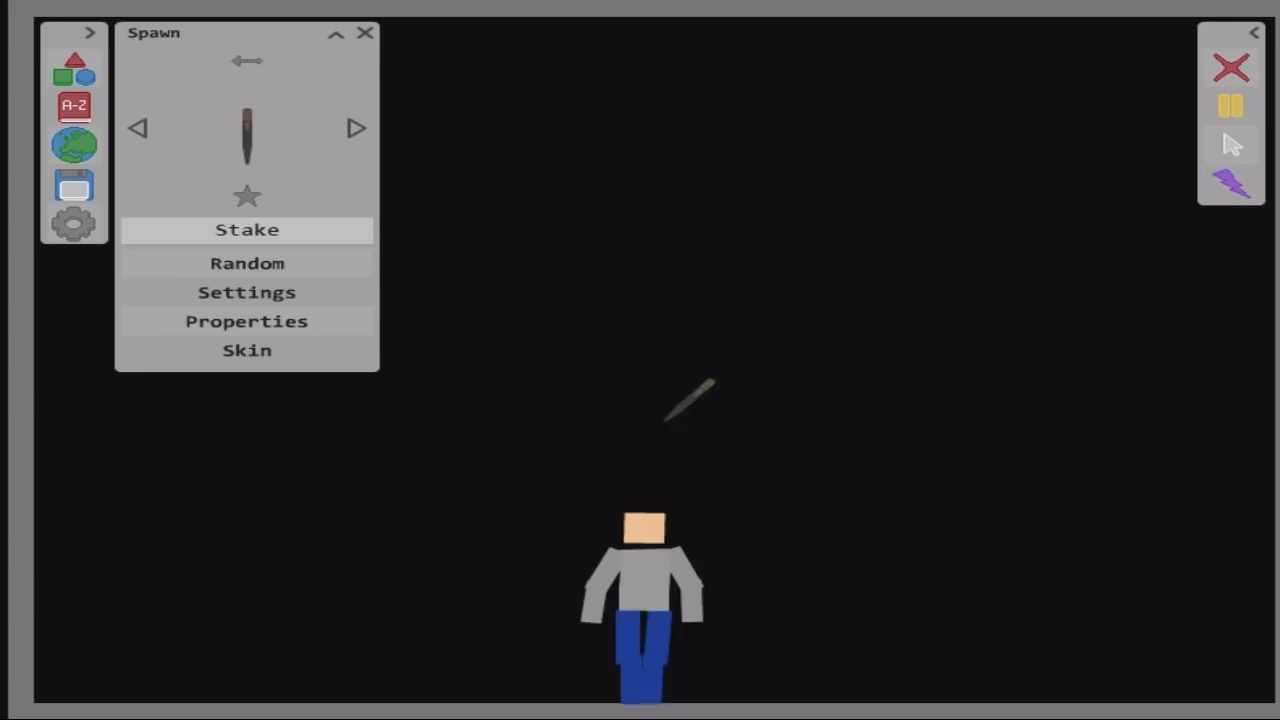 Spawn
A-Z
Stake
Random
Settings
Properties
Skin